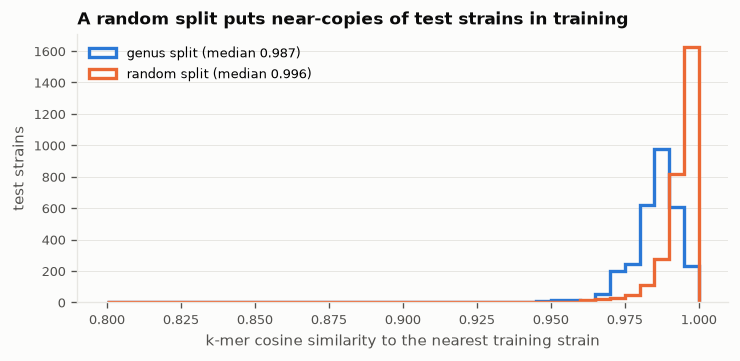 A random split puts near-copies of test strains in training
genus split (median 0.987)
random split (median 0.996)
test strains
1600
1400
1200
1000
800
600
400
200
0
0.800 0.825 0.850 0.875 0.900 0.925 0.950 0.975 1.000
k-mer cosine similarity to the nearest training strain